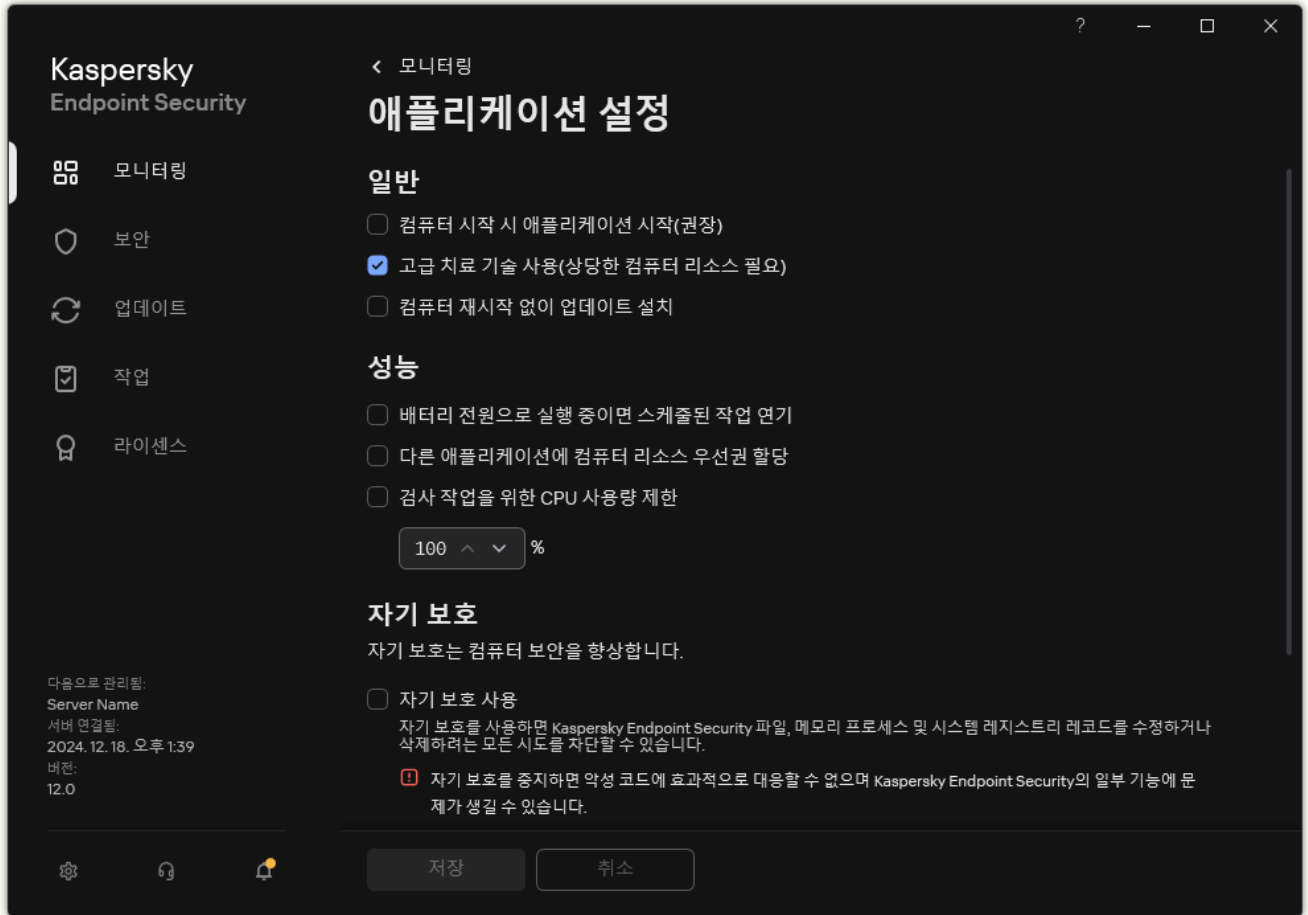 ?
Kaspersky
Endpoint Security
모니터링
보안
업데이트
작업
라이센스
다음으로 관리됨:
Server Name
서버 연결됨:
2024. 12. 18. 오후 1:39
버전:
12.0
모니터링
애플리케이션 설정
일반
컴퓨터 시작 시 애플리케이션 시작(권장)
고급 치료 기술 사용(상당한 컴퓨터 리소스 필요)
컴퓨터 재시작 없이 업데이트 설치
성능
배터리 전원으로 실행 중이면 스케줄된 작업 연기
다른 애플리케이션에 컴퓨터 리소스 우선권 할당
검사 작업을 위한 CPU 사용량 제한
100 %
자기 보호
자기 보호는 컴퓨터 보안을 향상합니다.
자기 보호 사용
자기 보호를 사용하면 Kaspersky Endpoint Security 파일, 메모리 프로세스 및 시스템 레지스트리 레코드를 수정하거나
삭제하려는 모든 시도를 차단할 수 있습니다.
자기 보호를 중지하면 악성 코드에 효과적으로 대응할 수 없으며 Kaspersky Endpoint Security의 일부 기능에 문
제가 생길 수 있습니다.
저장
취소